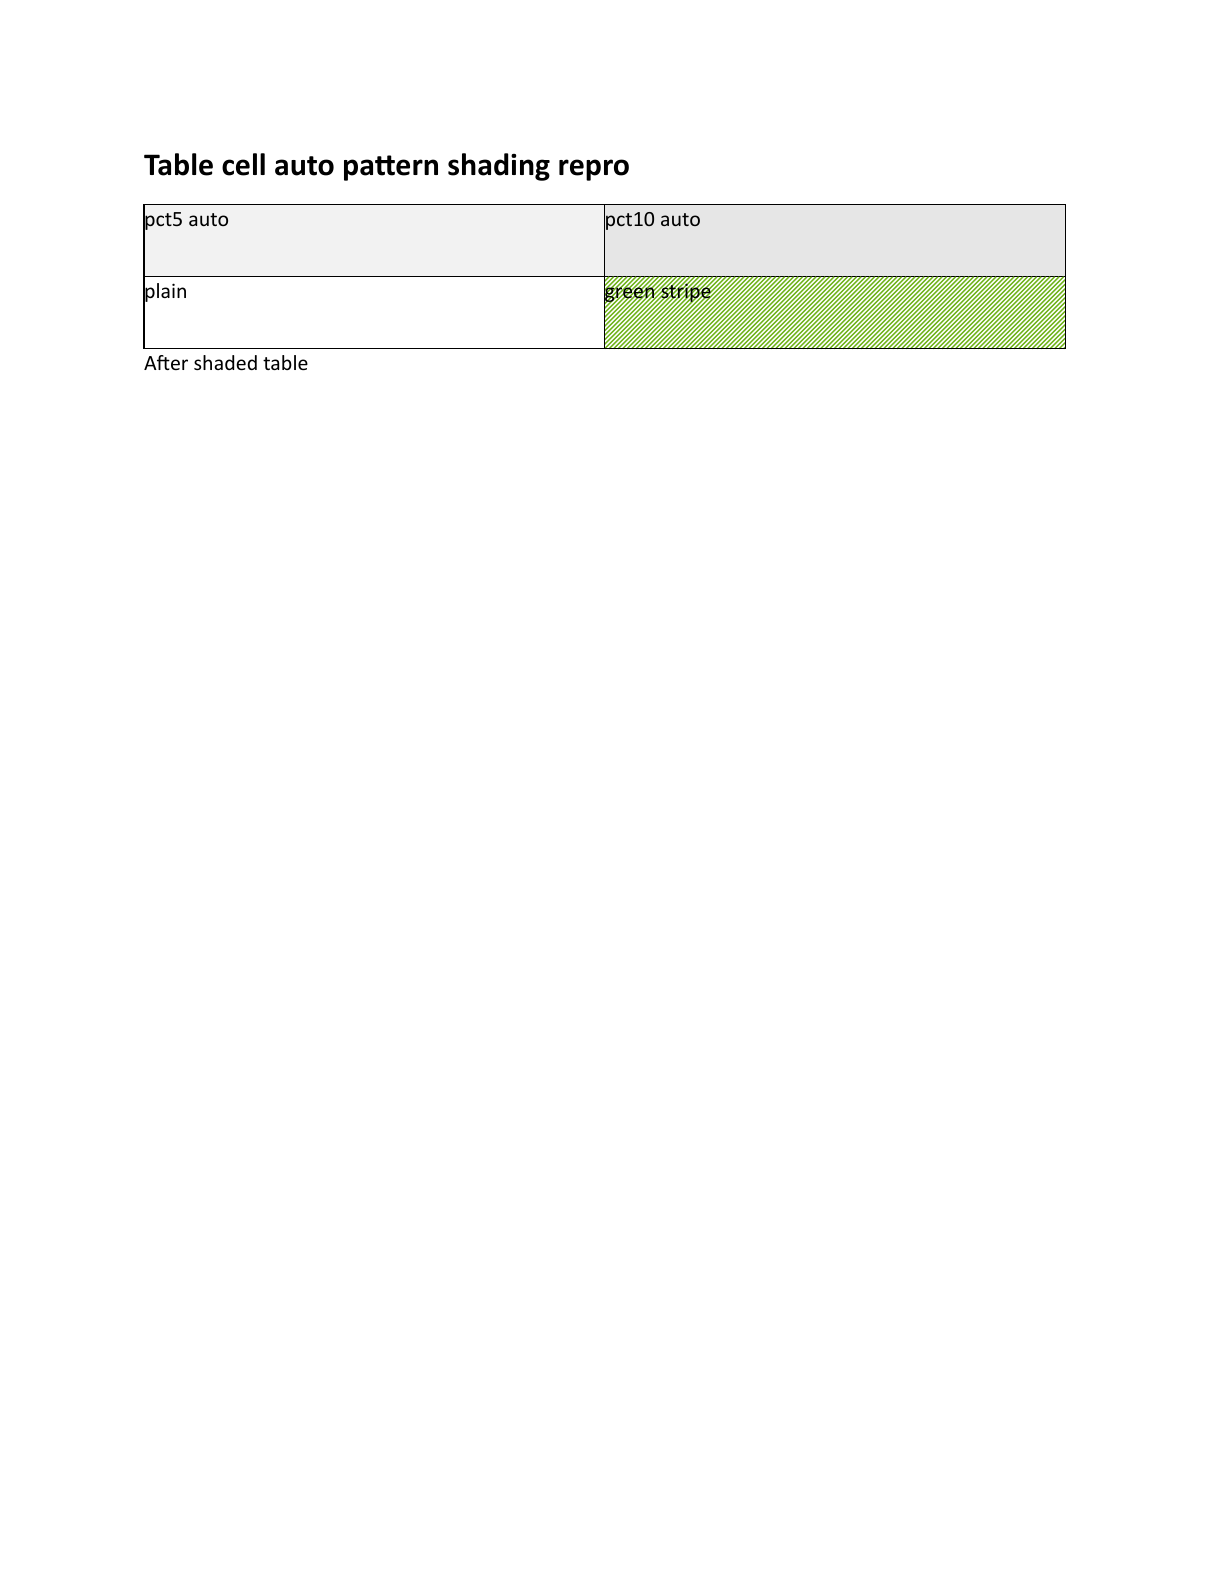 Table cell auto pattern shading repro
pct5 auto
pct10 auto
plain
green stripe
After shaded table